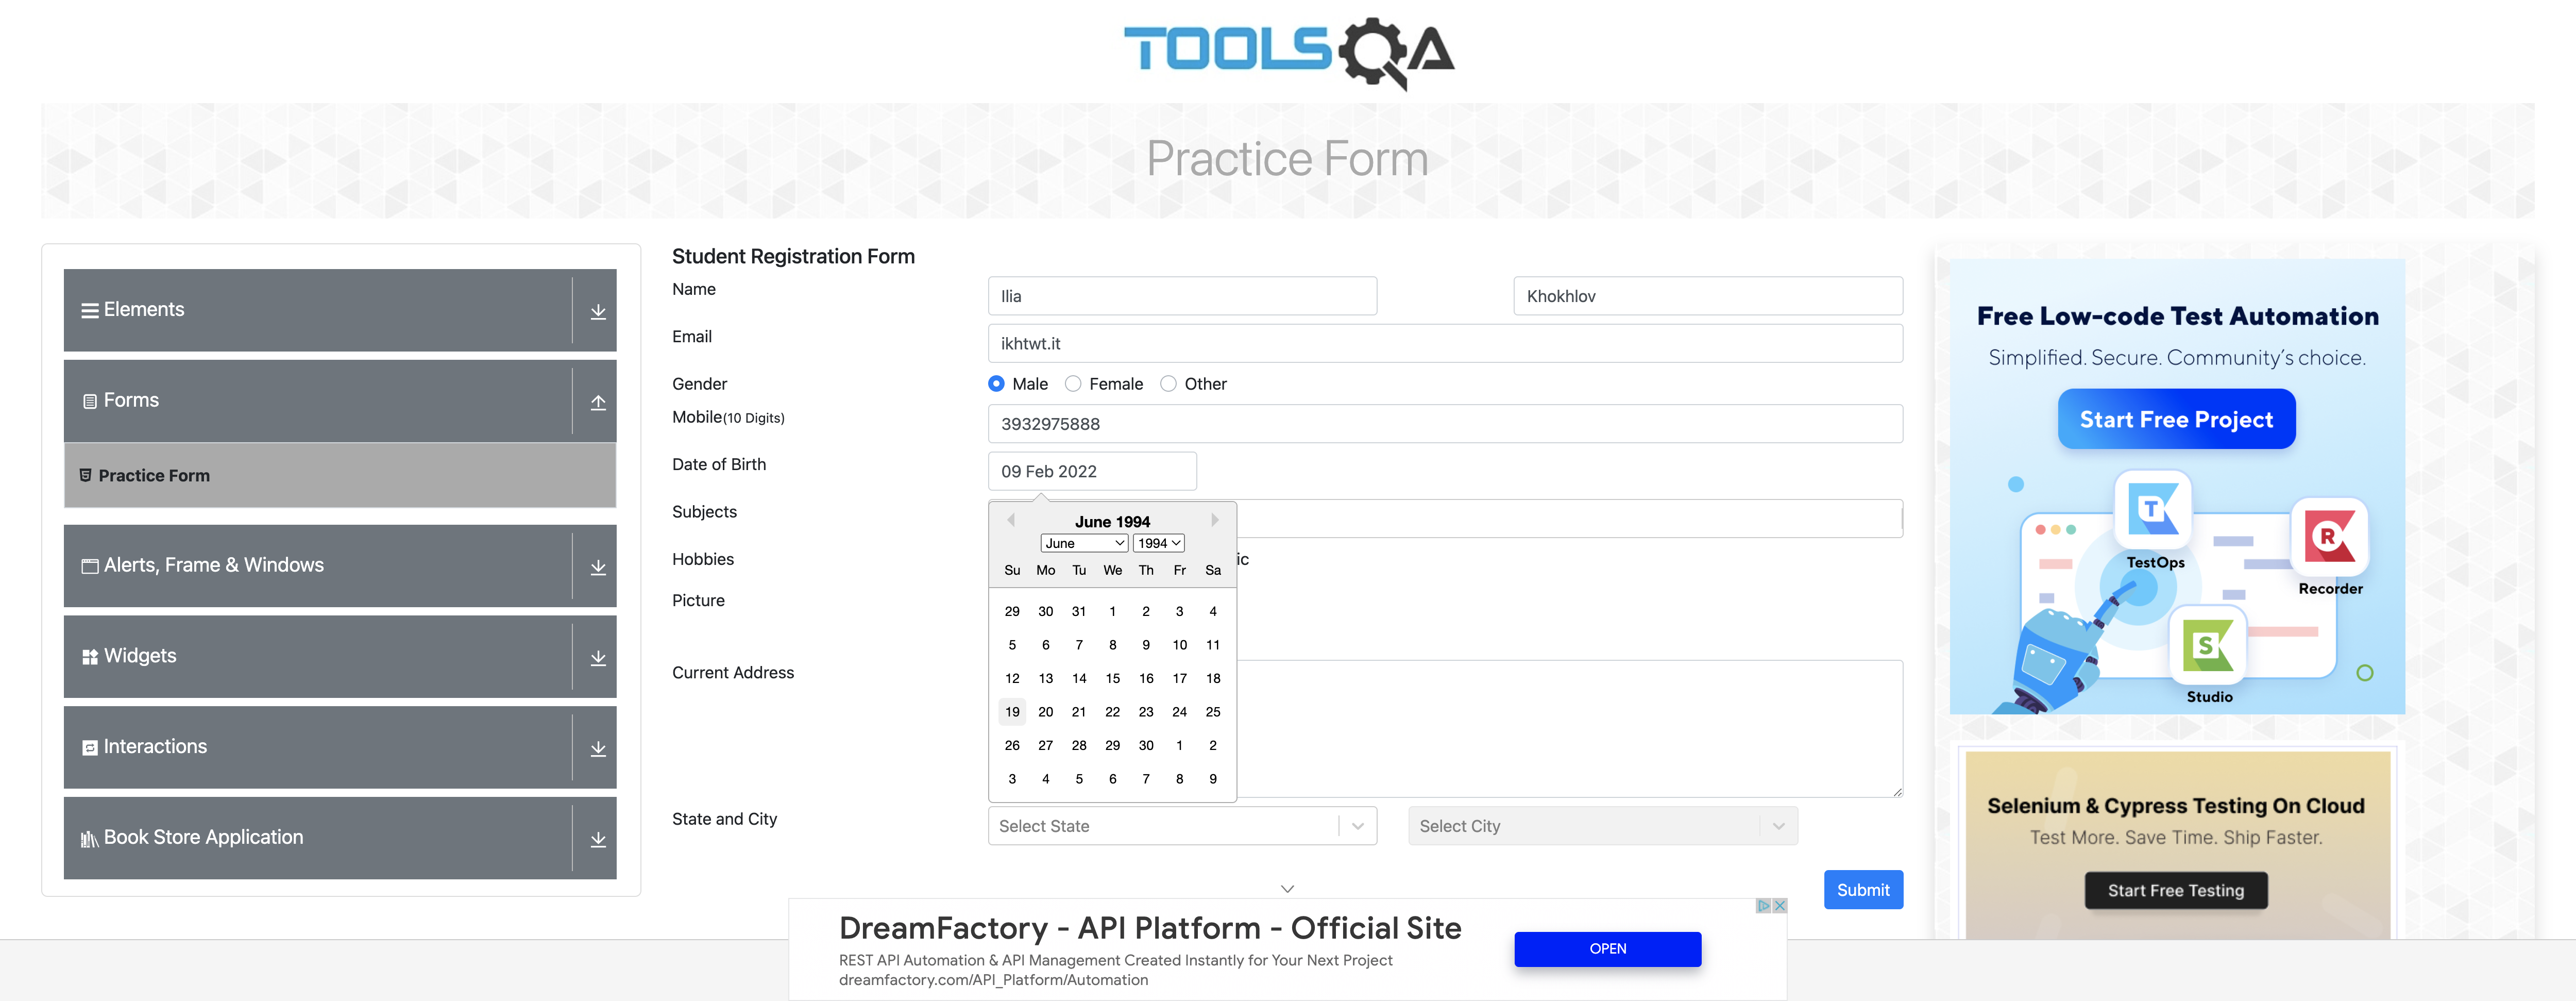 TOOLSQA
Practice Form
Elements
Forms
Practice Form
Alerts, Frame & Windows
Widgets
Interactions
Book Store Application
Student Registration Form
Name
Ilia
Khokhlov
Email
ikhtwt.it
Gender
Male
Female
Other
Mobile(10 Digits)
3932975888
Date of Birth
09 Feb 2022
Subjects
June 1994
June
1994
Su Mo Tu We Th Fr Sa
29 30 31 1 2 3 4
5 6 7 8 9 10 11
12 13 14 15 16 17 18
19 20 21 22 23 24 25
26 27 28 29 30 1 2
3 4 5 6 7 8 9
Hobbies
ic
Picture
Current Address
State and City
Select State
Select City
Submit
Free Low-code Test Automation
Simplified. Secure. Community's choice.
Start Free Project
T
TestOps
R
Recorder
S
Studio
Selenium & Cypress Testing On Cloud
Test More. Save Time. Ship Faster.
Start Free Testing
DreamFactory - API Platform - Official Site
REST API Automation & API Management Created Instantly for Your Next Project
dreamfactory.com/API_Platform/Automation
OPEN